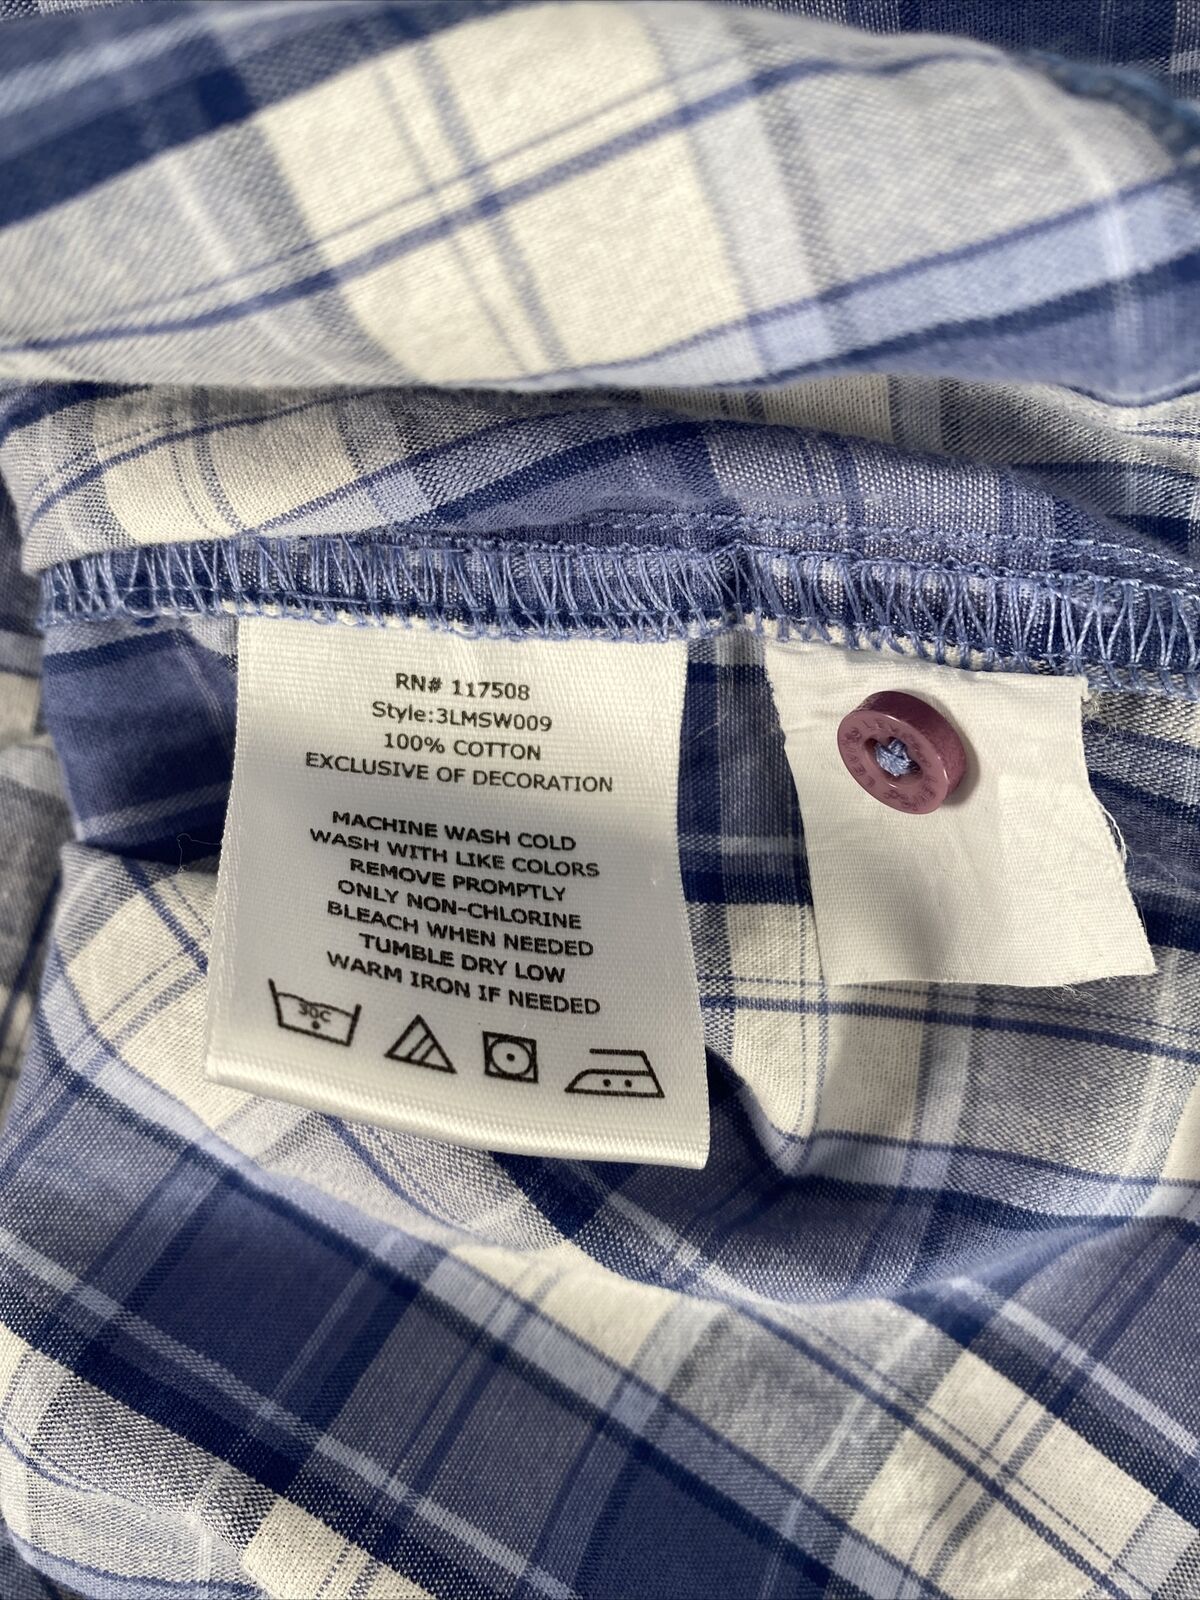 RN# 117508
Style:3LMSW009
100% COTTON
EXCLUSIVE OF DECORATION
MACHINE WASH COLD
WASH WITH LIKE COLORS
REMOVE PROMPTLY
ONLY NON-CHLORINE
BLEACH WHEN NEEDED
TUMBLE DRY LOW
WARM IRON IF NEEDED
30C